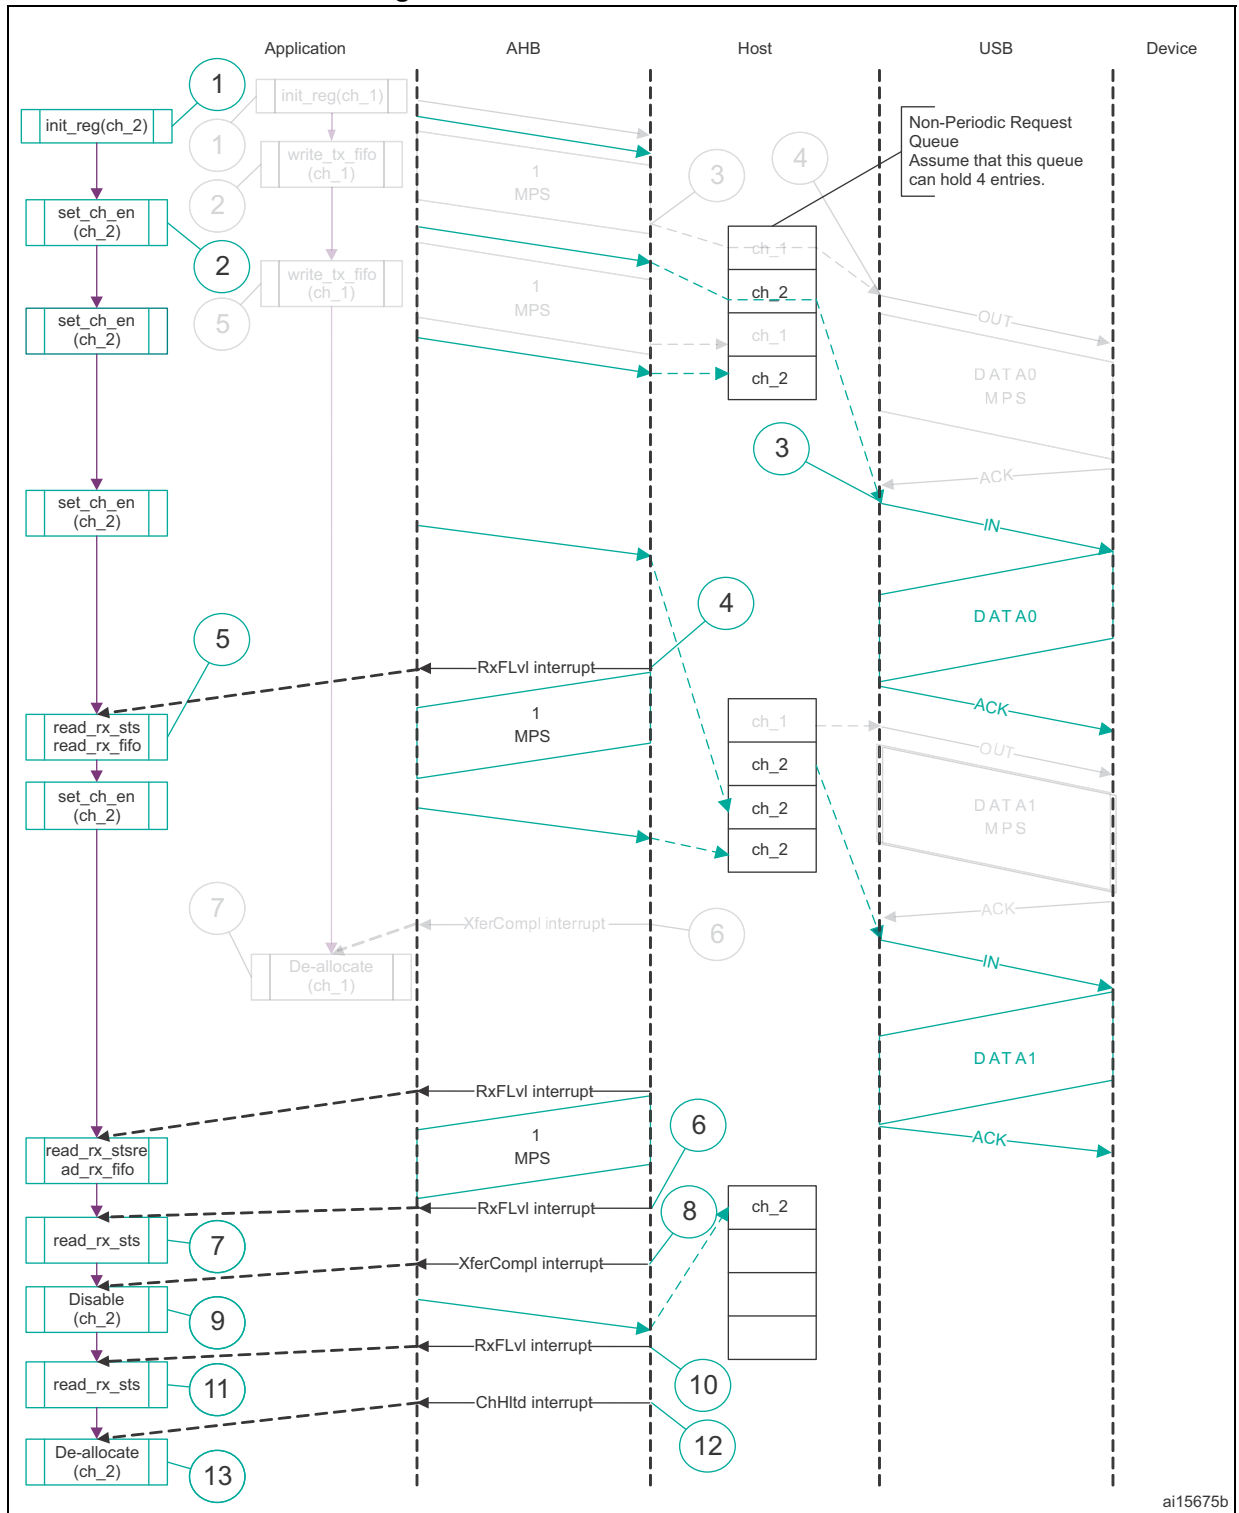 Application
AHB
Host
USB
Device
1
init_reg(ch_2)
init_reg(ch_1)
1
write_tx_fifo
(ch_1)
2
1
MPS
3
4
Non-Periodic Request
Queue
Assume that this queue
can hold 4 entries.
set_ch_en
(ch_2)
2
write_tx_fifo
(ch_1)
5
1
MPS
ch_1
ch_2
ch_1
ch_2
set_ch_en
(ch_2)
OUT
DATA0
MPS
ACK
3
set_ch_en
(ch_2)
IN
DATA0
ACK
4
5
RxFLvl interrupt
1
MPS
read_rx_sts
read_rx_fifo
set_ch_en
(ch_2)
ch_1
ch_2
ch_2
ch_2
OUT
DATA1
MPS
ACK
7
XferCompl interrupt
6
De-allocate
(ch_1)
IN
DATA1
ACK
RxFLvl interrupt
1
MPS
read_rx_stsre
ad_rx_fifo
6
RxFLvl interrupt
8
ch_2
read_rx_sts
7
XferCompl interrupt
Disable
(ch_2)
9
RxFLvl interrupt
10
read_rx_sts
11
ChHltd interrupt
12
De-allocate
(ch_2)
13
ai15675b